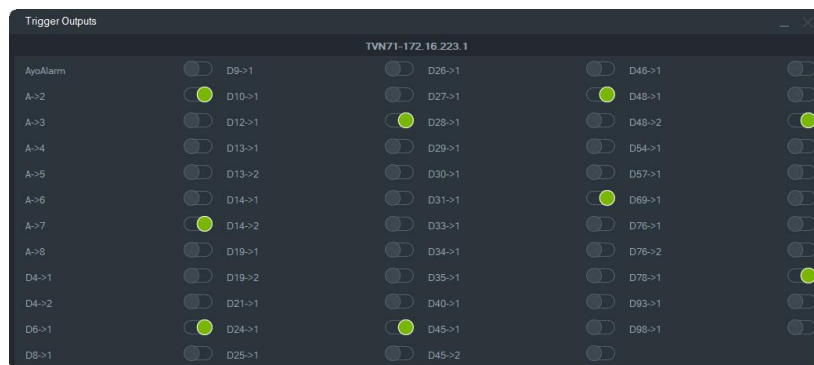 Trigger Outputs
TVN71-172.16.223.1
AyoAlarm D9->1 D26->1 D46->1
A->2 D10->1 D27->1 D48->1
A->3 D12->1 D28->1 D48->2
A->4 D13->1 D29->1 D54->1
A->5 D13->2 D30->1 D57->1
A->6 D14->1 D31->1 D69->1
A->7 D14->2 D33->1 D76->1
A->8 D19->1 D34->1 D76->2
D4->1 D19->2 D35->1 D78->1
D4->2 D21->1 D40->1 D93->1
D6->1 D24->1 D45->1 D98->1
D8->1 D25->1 D45->2